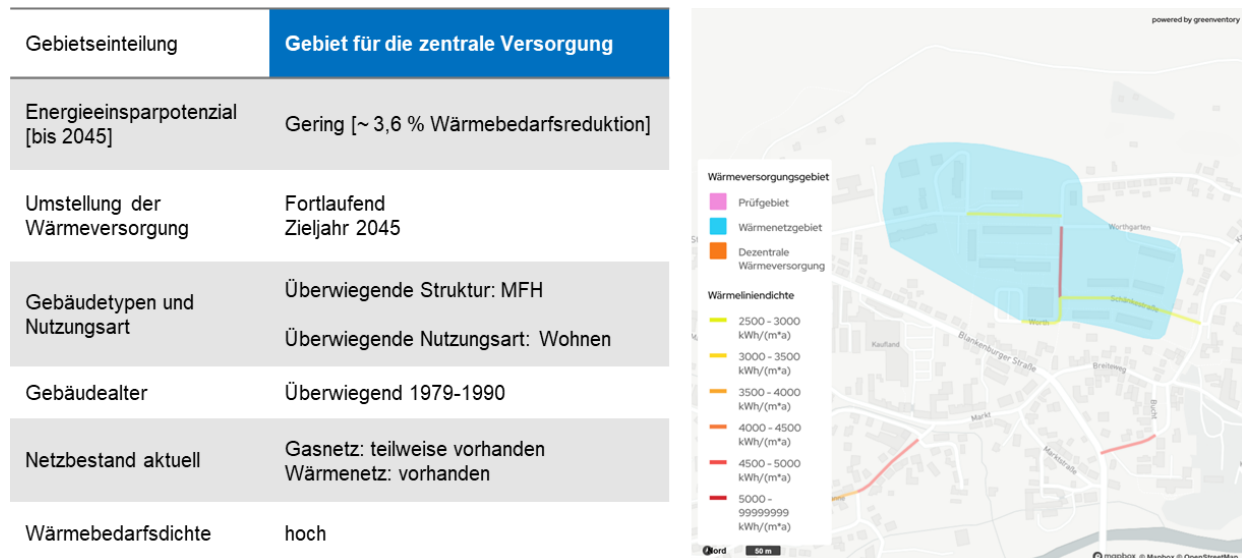 Gebietseinteilung
Gebiet für die zentrale Versorgung
Energieeinsparpotenzial
[bis 2045]
Gering [~ 3,6 % Wärmebedarfsreduktion]
Umstellung der
Wärmeversorgung
Fortlaufend
Zieljahr 2045
Gebäudetypen und
Nutzungsart
Überwiegende Struktur: MFH
Überwiegende Nutzungsart: Wohnen
Gebäudealter
Überwiegend 1979-1990
Netzbestand aktuell
Gasnetz: teilweise vorhanden
Wärmenetz: vorhanden
Wärmebedarfsdichte
hoch
powered by greenventory
Wärmeversorgungsgebiet
Prüfgebiet
Wärmenetzgebiet
Dezentrale
Wärmeversorgung
Wärmeliniendichte
2500 - 3000
kWh/(m*a)
3000 - 3500
kWh/(m*a)
3500 - 4000
kWh/(m*a)
4000 - 4500
kWh/(m*a)
4500 - 5000
kWh/(m*a)
5000 -
99999999
kWh/(m*a)
Nord
50 m
Worthgarten
Schänkestraße
Worth
Kaufland
Blankenburger Straße
Breiteweg
Bucht
Markt
Marktstraße
mapbox © Mapbox © OpenStreetMap